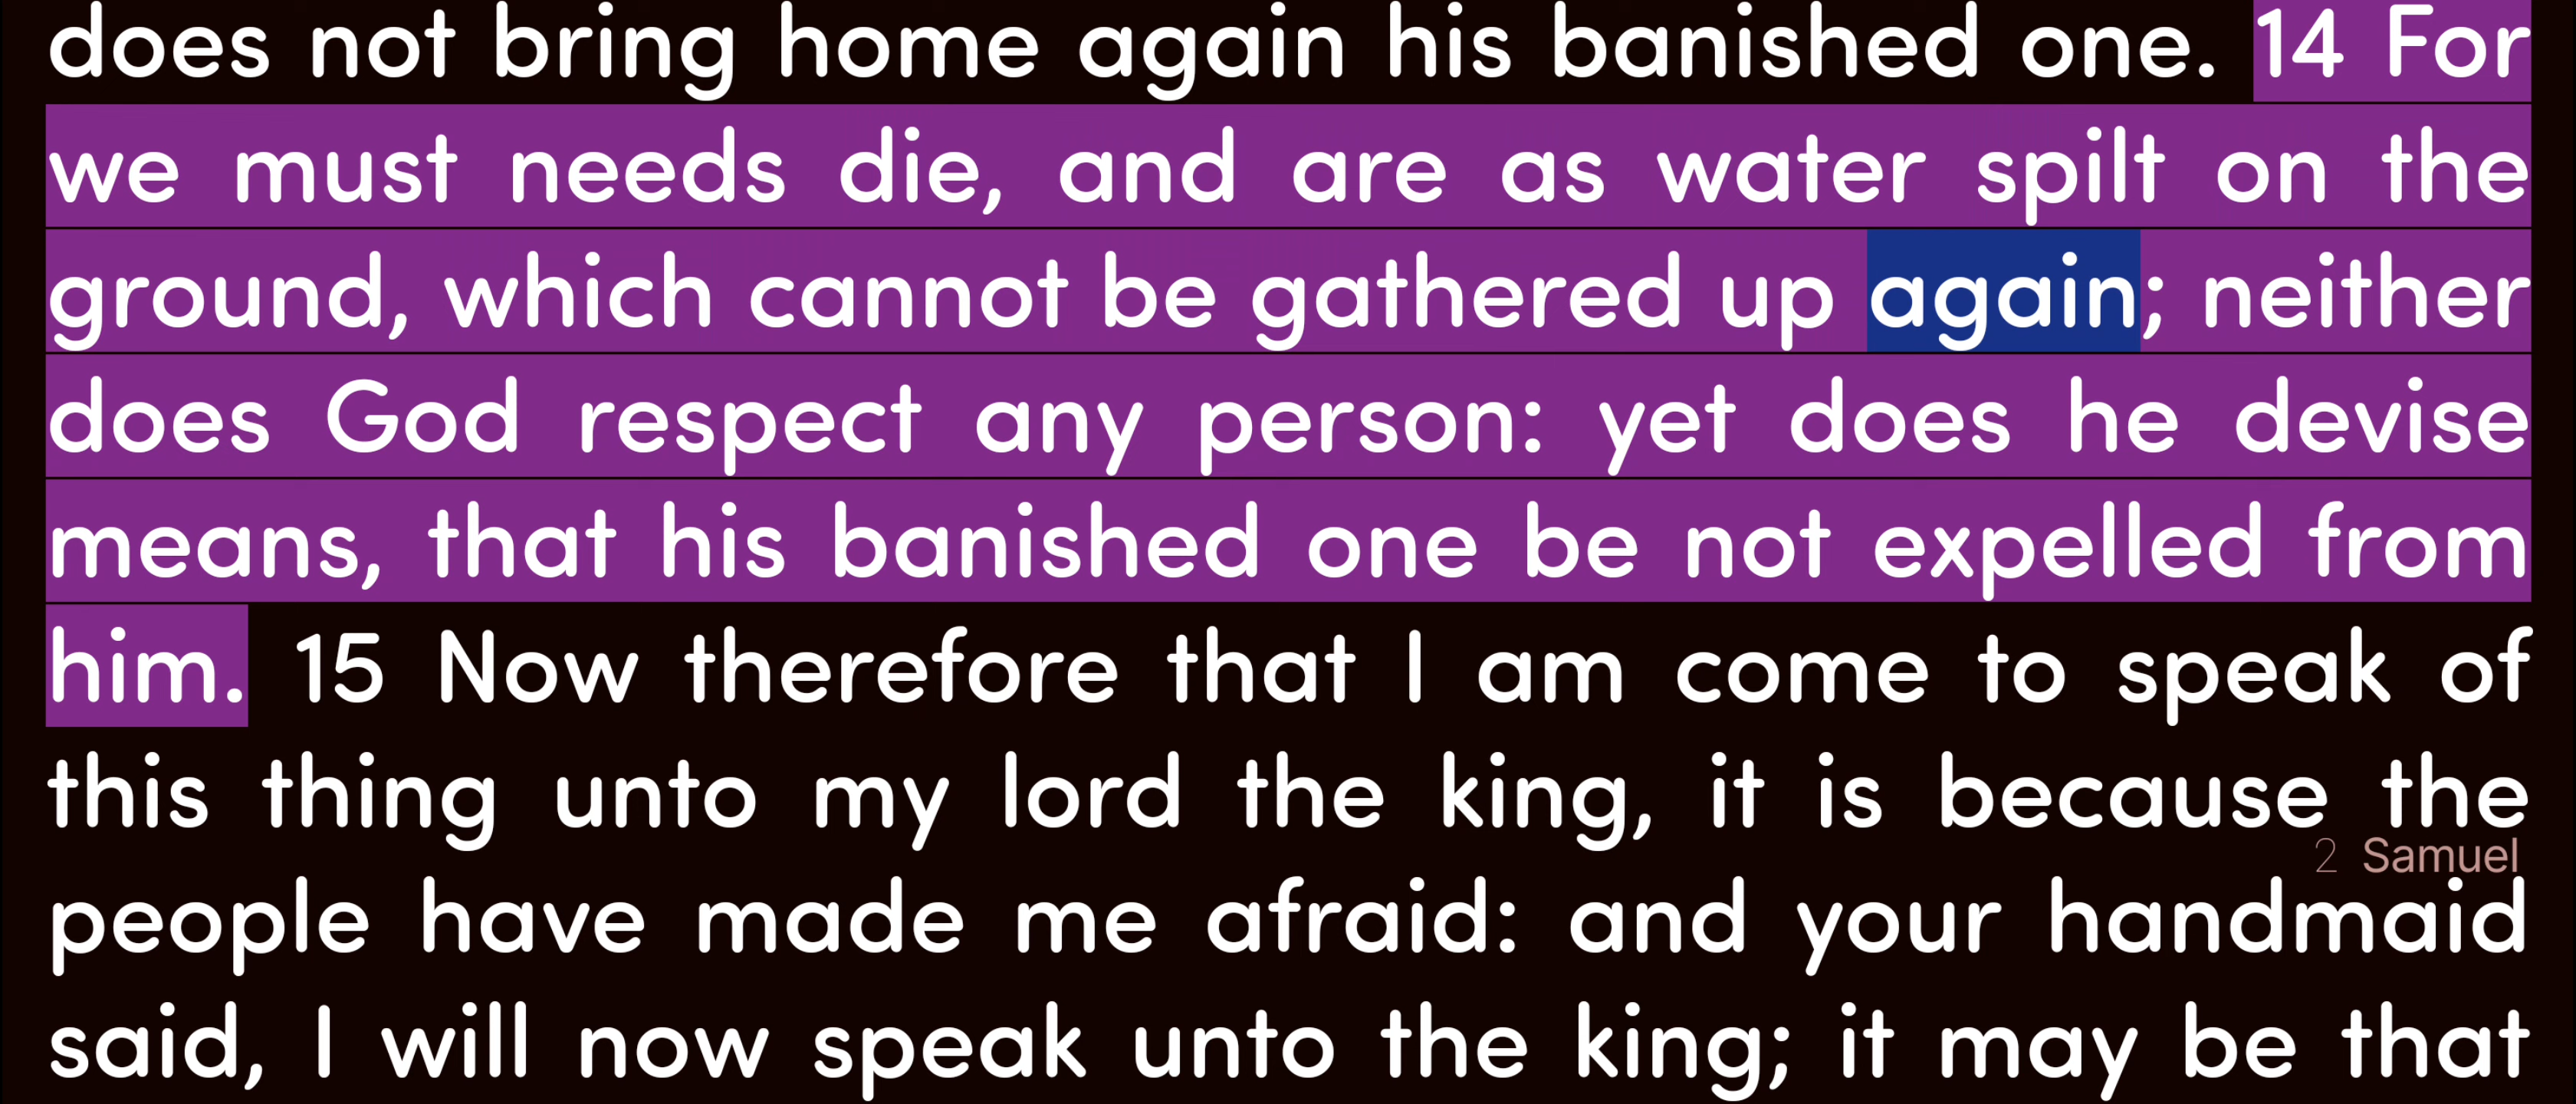 does not bring home again his banished one. 14 For
we must needs die, and are as water spilt on the
ground, which cannot be gathered up again; neither
does God respect any person: yet does he devise
means, that his banished one be not expelled from
him. 15 Now therefore that I am come to speak of
this thing unto my lord the king, it is because the
2 Samuel
people have made me afraid: and your handmaid
said, I will now speak unto the king; it may be that